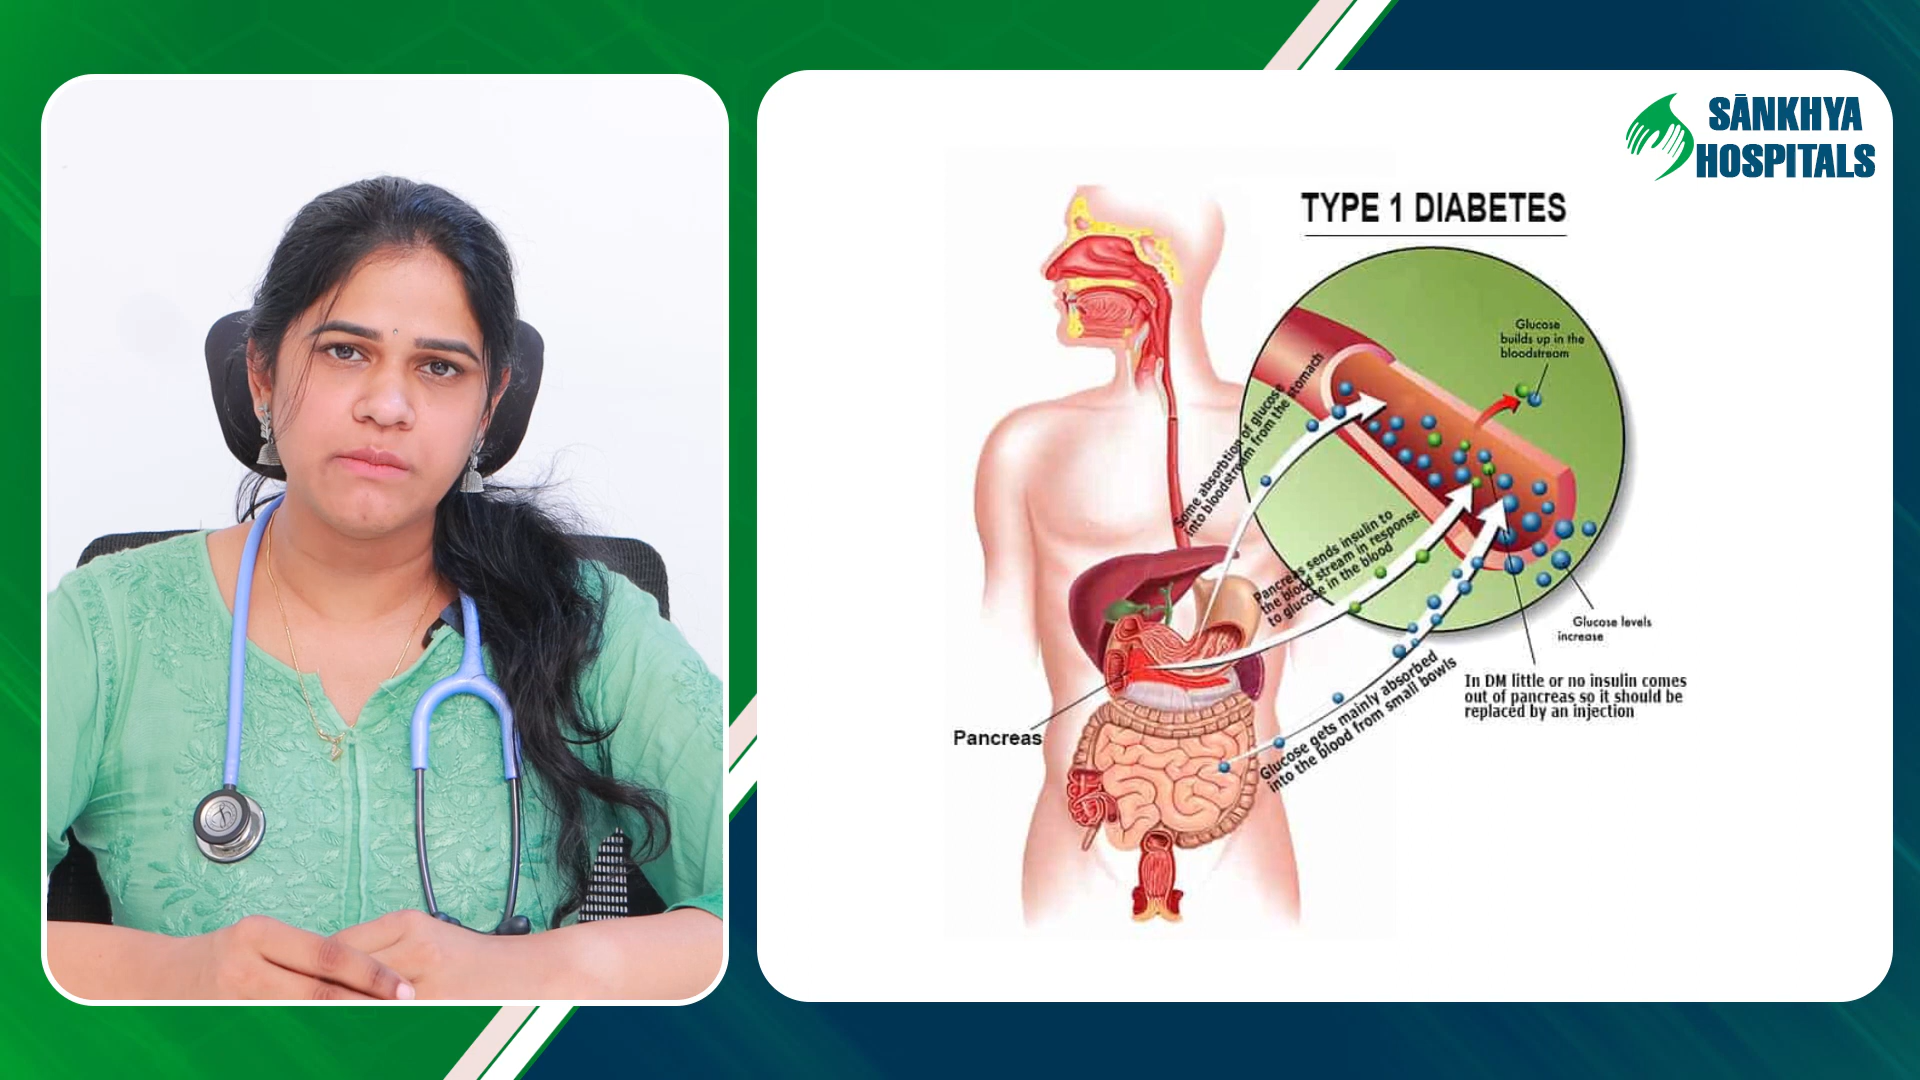 SĀNKHYA
HOSPITALS
TYPE 1 DIABETES
Glucose
builds up in the
bloodstream
Some absorbtion of glucose
into bloodstream from the stomach
Pancreas sends insulin to
the blood stream in response
to glucose in the blood
Glucose levels
increase
Glucose gets mainly absorbed
into the blood from small bowls
In DM little or no insulin comes
out of pancreas so it should be
replaced by an injection
Pancreas